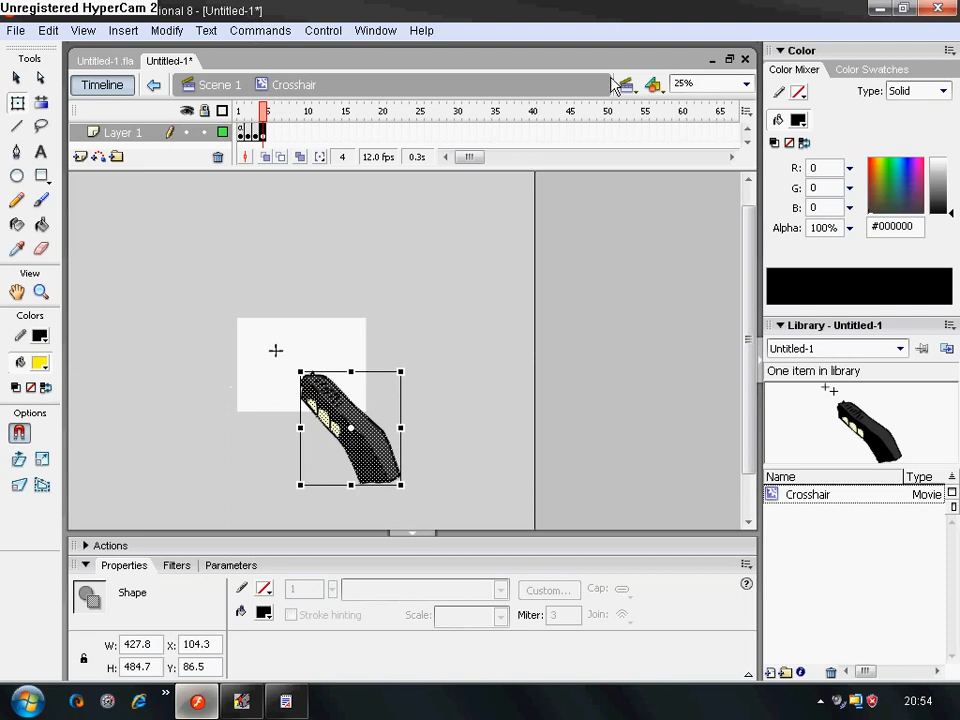 Unregistered HyperCam 2
ional 8 - [Untitled-1*]
File Edit View Insert Modify Text Commands Control Window Help
Tools
View
Colors
Options
Untitled-1.fla Untitled-1*
Timeline Scene 1 Crosshair 25%
1 5 10 15 20 25 30 35 40 45 50 55 60 65
Layer 1
4 12.0 fps 0.3s
Actions
Properties Filters Parameters
Shape
1 Custom... Cap:
Stroke hinting Scale: Miter: 3 Join:
W: 427.8 X: 104.3
H: 484.7 Y: 86.5
Color
Color Mixer Color Swatches
Type: Solid
R: 0
G: 0
B: 0
Alpha: 100% #000000
Library - Untitled-1
Untitled-1
One item in library
Name Type
Crosshair Movie
20:54